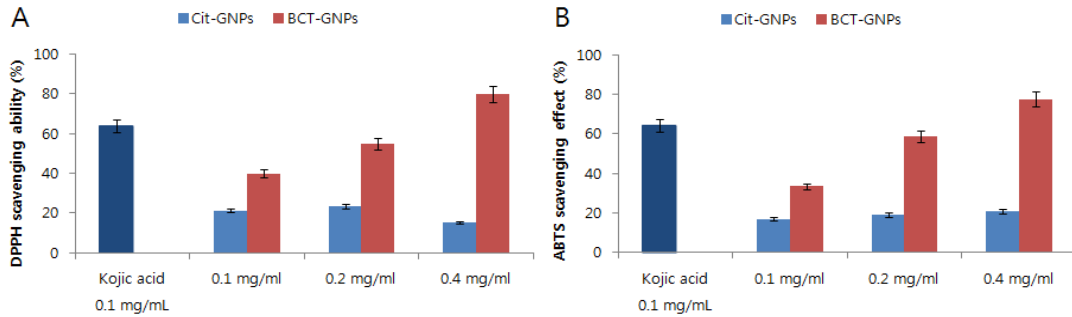 A
Cit-GNPs BCT-GNPs
DPPH scavenging ability (%)
100
80
60
40
20
0
Kojic acid 0.1 mg/ml 0.2 mg/ml 0.4 mg/ml
0.1 mg/mL
B
Cit-GNPs BCT-GNPs
ABTS scavenging effect (%)
100
80
60
40
20
0
Kojic acid 0.1 mg/ml 0.2 mg/ml 0.4 mg/ml
0.1 mg/mL